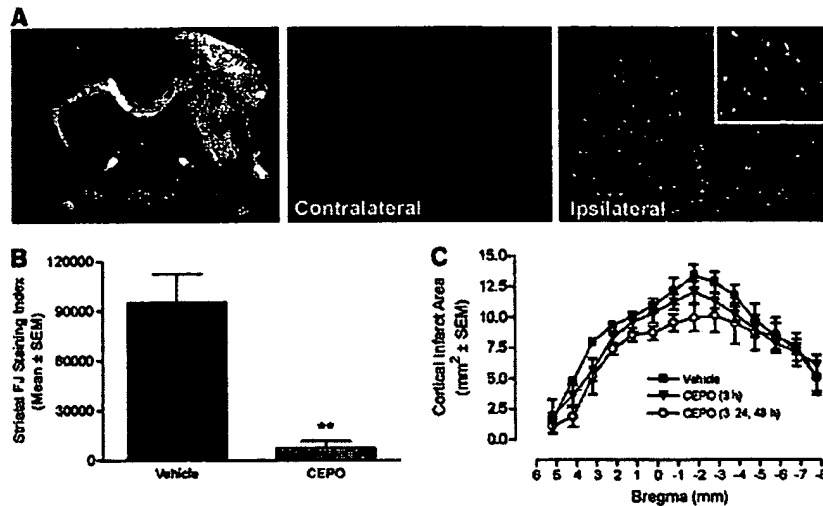 A
Contralateral
Ipsilateral
B
Striatal FJ Staining Index
(Mean ± SEM)
120000
90000
60000
30000
0
**
Vehicle
CEPO
C
Cortical Infarct Area
(mm² ± SEM)
15.0
12.5
10.0
7.5
5.0
2.5
0.0
Vehicle
CEPO (3 h)
CEPO (3 24, 48 h)
6 5 4 3 2 1 0 -1 -2 -3 -4 -5 -6 -7 -8
Bregma (mm)